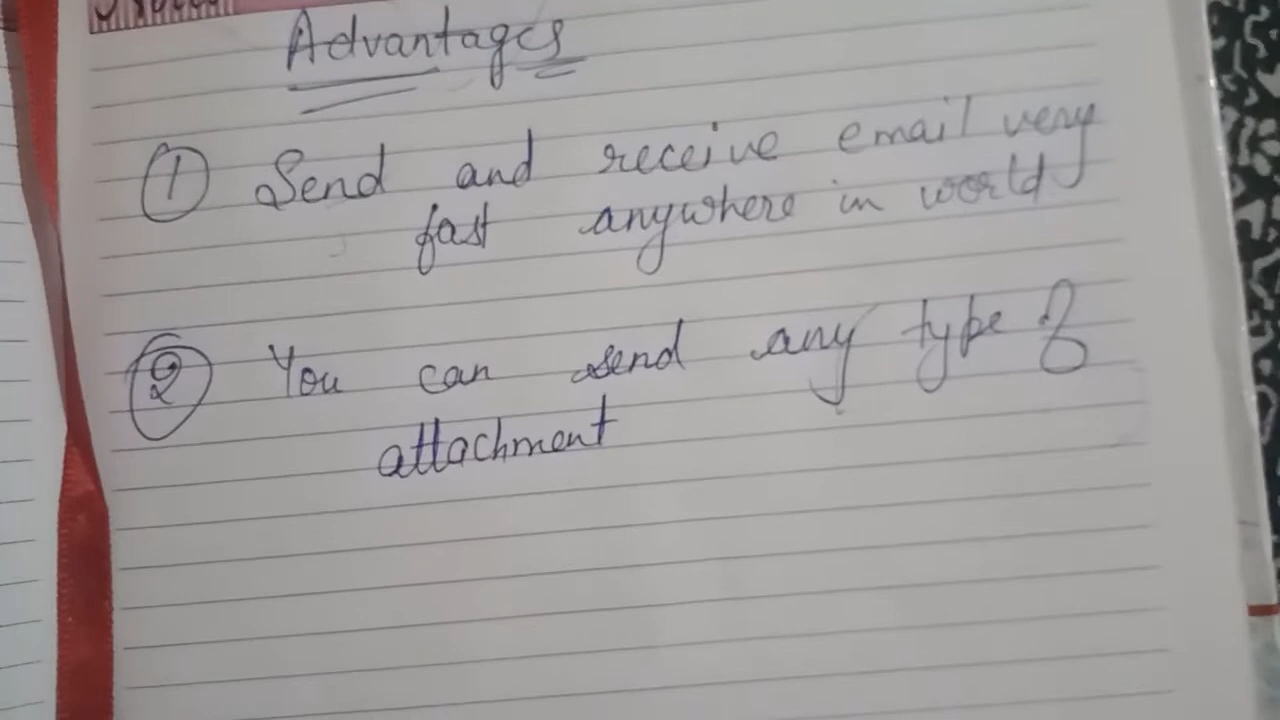 Advantages
① Send and receive email very
fast anywhere in world
② You can send any type of
attachment